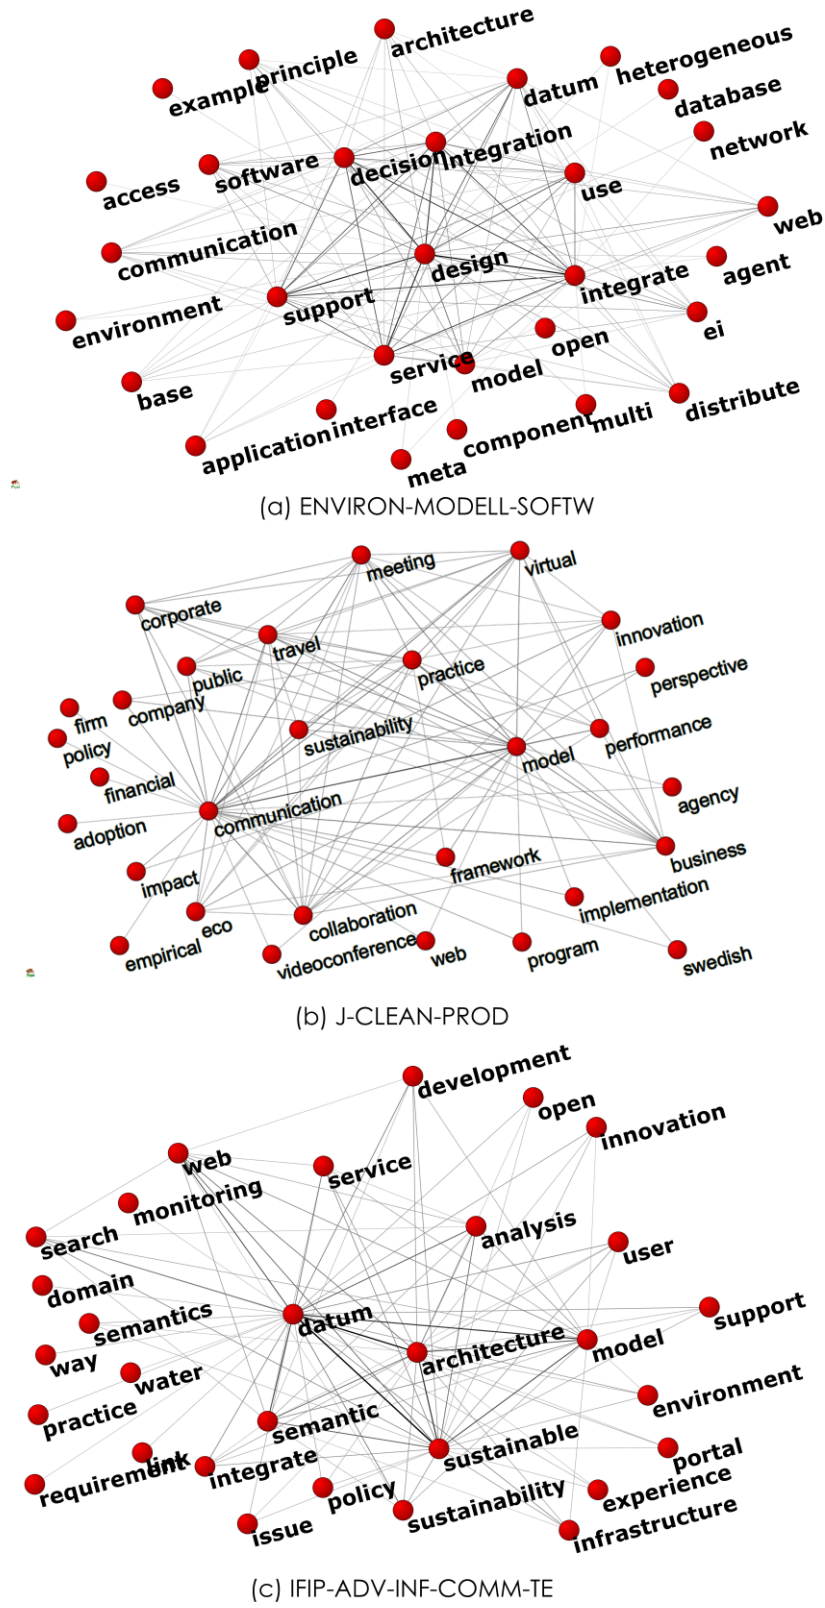 architecture
principle
heterogeneous
example
datum
database
network
Integration
decision
software
access
use
web
communication
design
agent
integrate
support
environment
ei
open
service
model
base
distribute
interface
multi
application
component
meta
(a) ENVIRON-MODELL-SOFTW
meeting
virtual
corporate
innovation
travel
practice
perspective
public
company
firm
sustainability
performance
policy
model
financial
agency
communication
adoption
business
framework
impact
implementation
eco
collaboration
empirical
videoconference
web
program
swedish
(b) J-CLEAN-PROD
development
open
innovation
web
service
monitoring
search
analysis
user
domain
datum
support
semantics
architecture
model
way
water
environment
practice
semantic
sustainable
portal
link
integrate
requirement
policy
experience
sustainability
issue
infrastructure
(c) IFIP-ADV-INF-COMM-TE